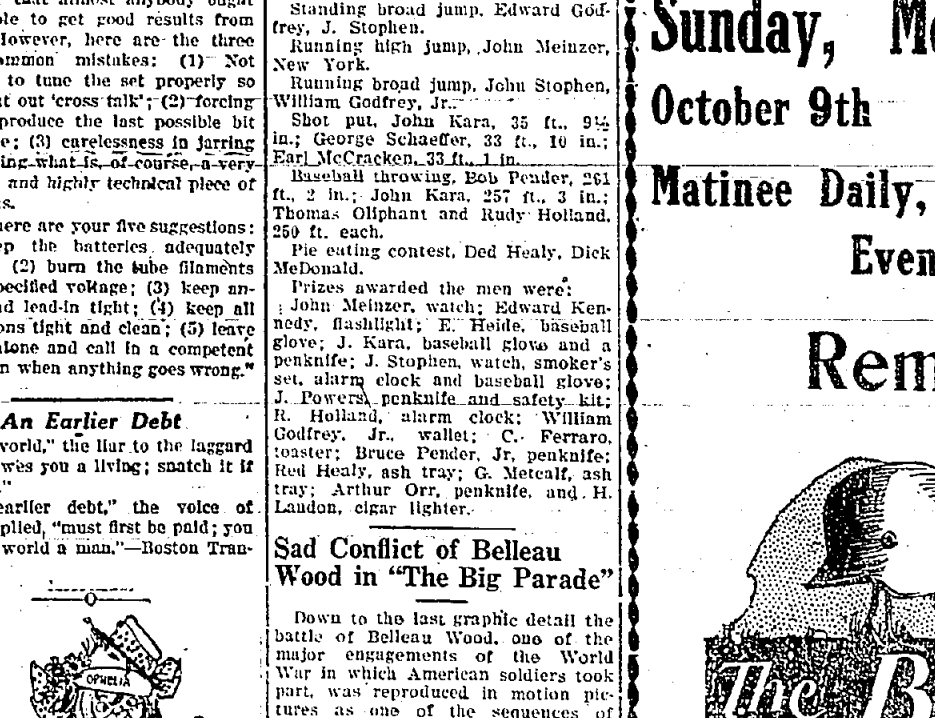 le to get good results from
However, here are the three
mmon mistakes: (1) Not
to tune the set properly so
t out 'cross talk'; (2) forcing
produce the last possible bit
e; (3) carelessness in jarring
ing what is, of course, a very
and highly technical piece of
s.
here are your five suggestions:
ep the batteries adequately
(2) burn the tube filaments
pecified voltage; (3) keep an-
nd lead-in tight; (4) keep all
ons tight and clean; (5) leave
alone and call in a competent
n when anything goes wrong."
An Earlier Debt
world," the liar to the laggard
wes you a living; snatch it if
"
earlier debt," the voice of
plied, "must first be paid; you
world a man."—Boston Tran-
OPHELIA
Standing broad jump, Edward God-
frey, J. Stophen.
Running high jump, John Meinzer,
New York.
Running broad jump, John Stophen,
William Godfrey, Jr.
Shot put, John Kara, 35 ft., 9½
in.; George Schaeffer, 33 ft., 10 in.;
Earl McCracken, 33 ft., 1 in.
Baseball throwing, Bob Pender, 261
ft., 2 in.; John Kara, 257 ft., 3 in.;
Thomas Oliphant and Rudy Holland,
250 ft. each.
Pie eating contest, Ded Healy, Dick
McDonald.
Prizes awarded the men were:
John Meinzer, watch; Edward Ken-
nedy, flashlight; E. Heide, baseball
glove; J. Kara, baseball glove and a
penknife; J. Stophen, watch, smoker's
set, alarm clock and baseball glove;
J. Powers, penknife and safety kit;
R. Holland, alarm clock; William
Godfrey, Jr., wallet; C. Ferraro,
toaster; Bruce Pender, Jr, penknife;
Red Healy, ash tray; G. Metcalf, ash
tray; Arthur Orr, penknife, and H.
Landon, cigar lighter.
Sad Conflict of Belleau
Wood in "The Big Parade"
Down to the last graphic detail the
battle of Belleau Wood, one of the
major engagements of the World
War in which American soldiers took
part, was reproduced in motion pic-
tures as one of the sequences of
Sunday, Mo
October 9th
Matinee Daily,
Even
Rem
The B